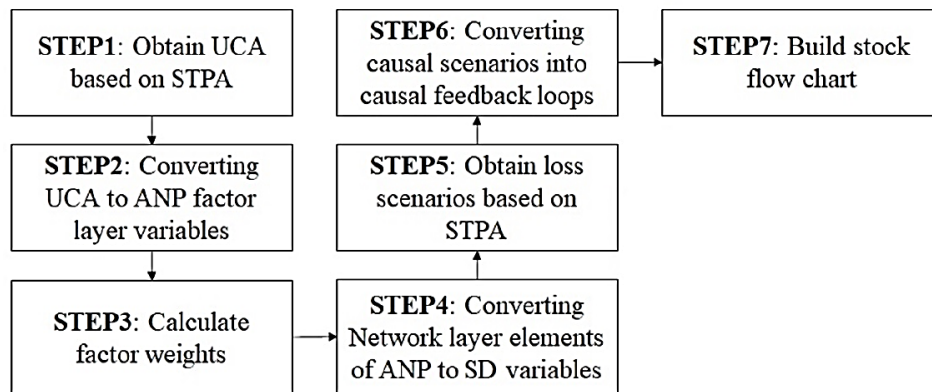 STEP1: Obtain UCA
based on STPA
STEP2: Converting
UCA to ANP factor
layer variables
STEP3: Calculate
factor weights
STEP4: Converting
Network layer elements
of ANP to SD variables
STEP5: Obtain loss
scenarios based on
STPA
STEP6: Converting
causal scenarios into
causal feedback loops
STEP7: Build stock
flow chart